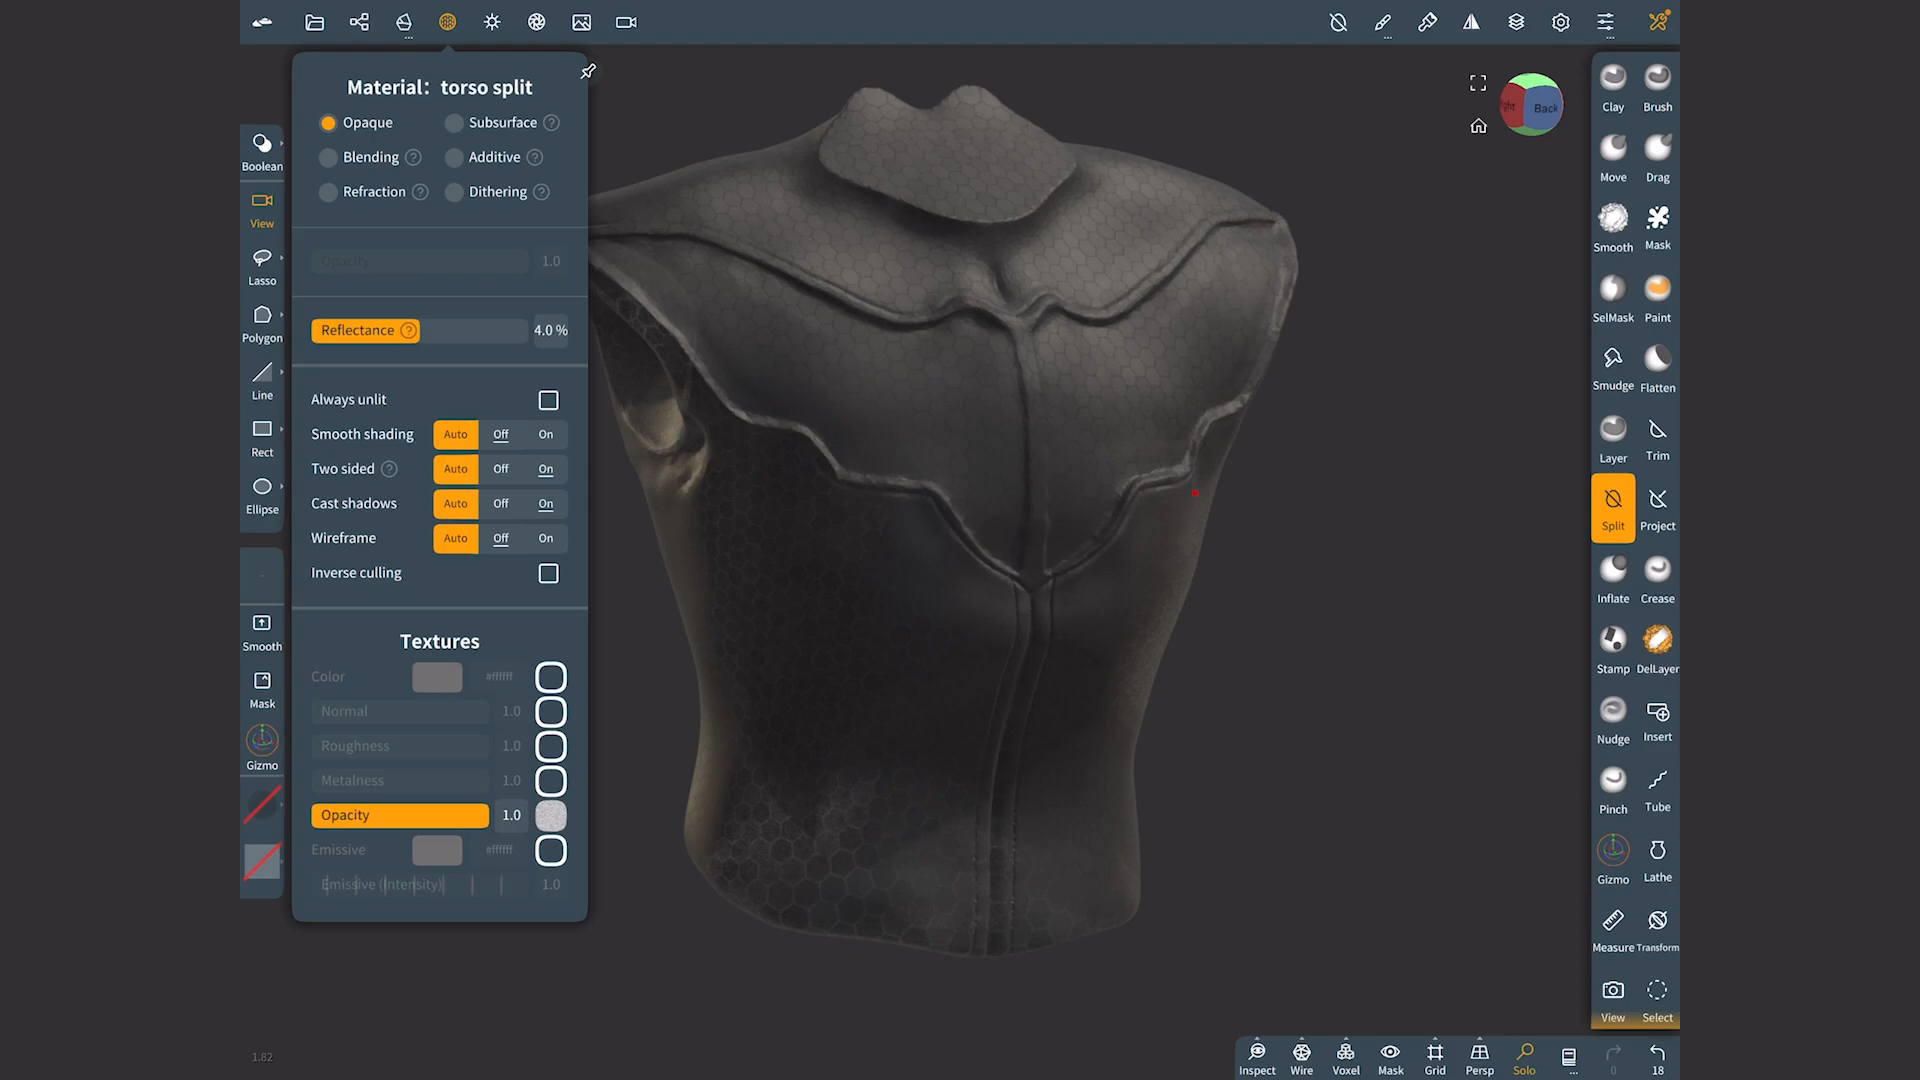 Material: torso split
Opaque
Subsurface ?
Blending ?
Additive ?
Refraction ?
Dithering ?
Opacity 1.0
Reflectance ? 4.0 %
Always unlit
Smooth shading Auto Off On
Two sided ? Auto Off On
Cast shadows Auto Off On
Wireframe Auto Off On
Inverse culling
Textures
Color #ffffff
Normal 1.0
Roughness 1.0
Metalness 1.0
Opacity 1.0
Emissive #ffffff
Emissive (Intensity) 1.0
Boolean
View
Lasso
Polygon
Line
Rect
Ellipse
Smooth
Mask
Gizmo
1.82
ght Back
Clay Brush
Move Drag
Smooth Mask
SelMask Paint
Smudge Flatten
Layer Trim
Split Project
Inflate Crease
Stamp DelLayer
Nudge Insert
Pinch Tube
Gizmo Lathe
Measure Transform
View Select
Inspect Wire Voxel Mask Grid Persp Solo ... 0 18